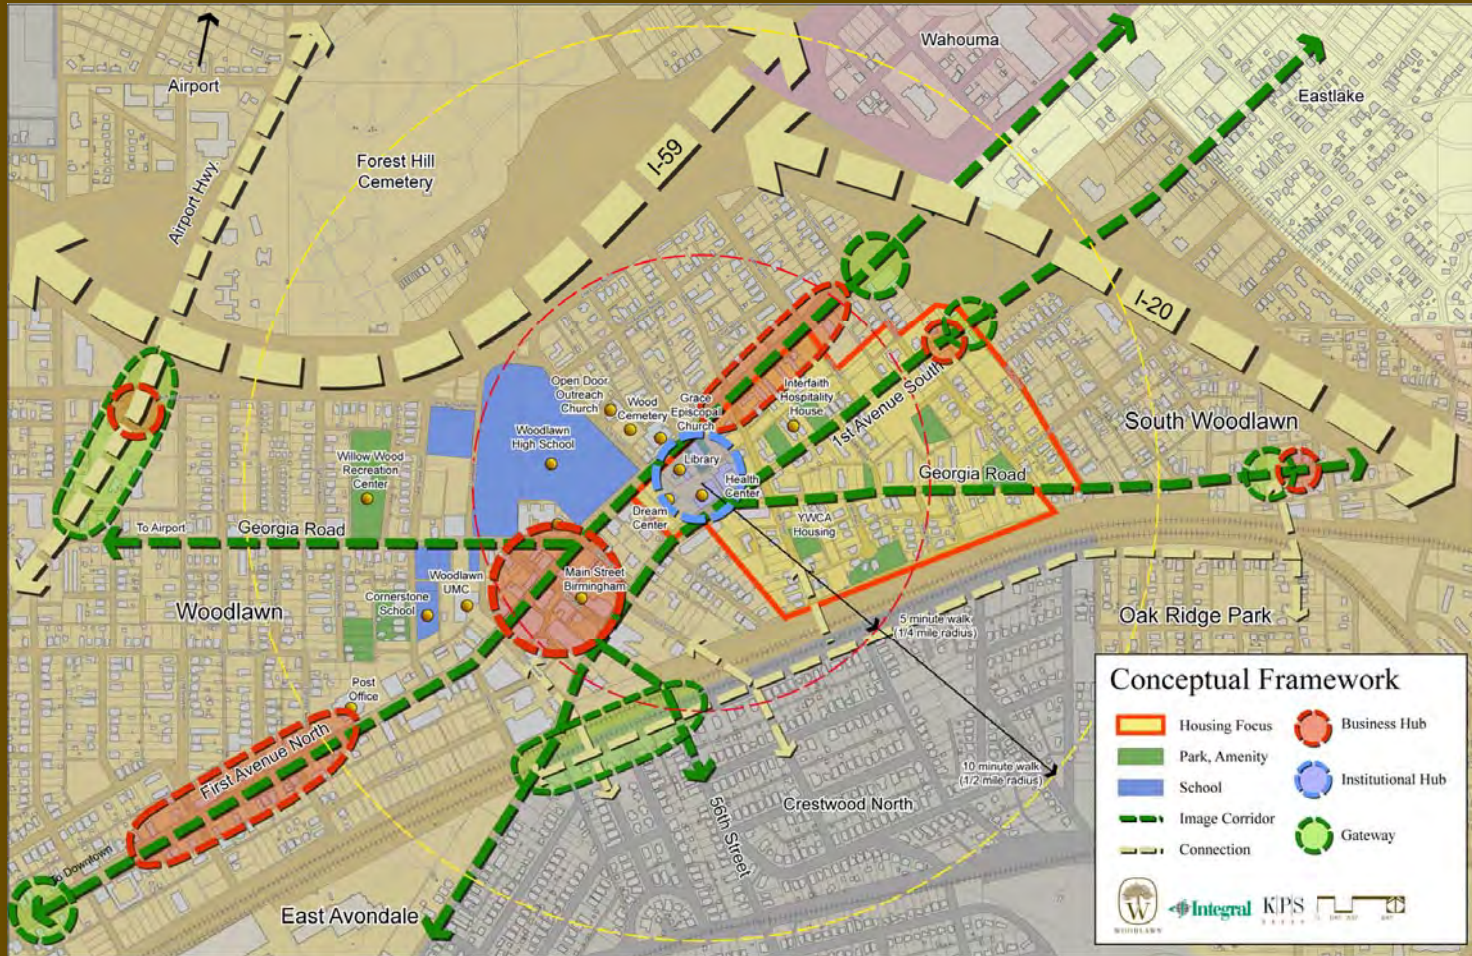 Wahouma
Airport
Eastlake
Forest Hill
Cemetery
I-59
Airport Hwy.
I-20
Open Door
Outreach
Church
Wood
Cemetery
Grace
Episcopal
Church
Interfaith
Hospitality
House
1st Avenue South
South Woodlawn
Woodlawn
High School
Willow Wood
Recreation
Center
Library
Health
Center
Georgia Road
Dream
Center
YWCA
Housing
To Airport
Georgia Road
Main Street
Birmingham
Woodlawn
UMC
Cornerstone
School
Woodlawn
5 minute walk
(1/4 mile radius)
Oak Ridge Park
Post
Office
First Avenue North
10 minute walk
(1/2 mile radius)
Crestwood North
56th Street
To Downtown
East Avondale
Conceptual Framework
Housing Focus
Business Hub
Park, Amenity
School
Institutional Hub
Image Corridor
Connection
Gateway
W
WOODLAWN
Integral
KPS